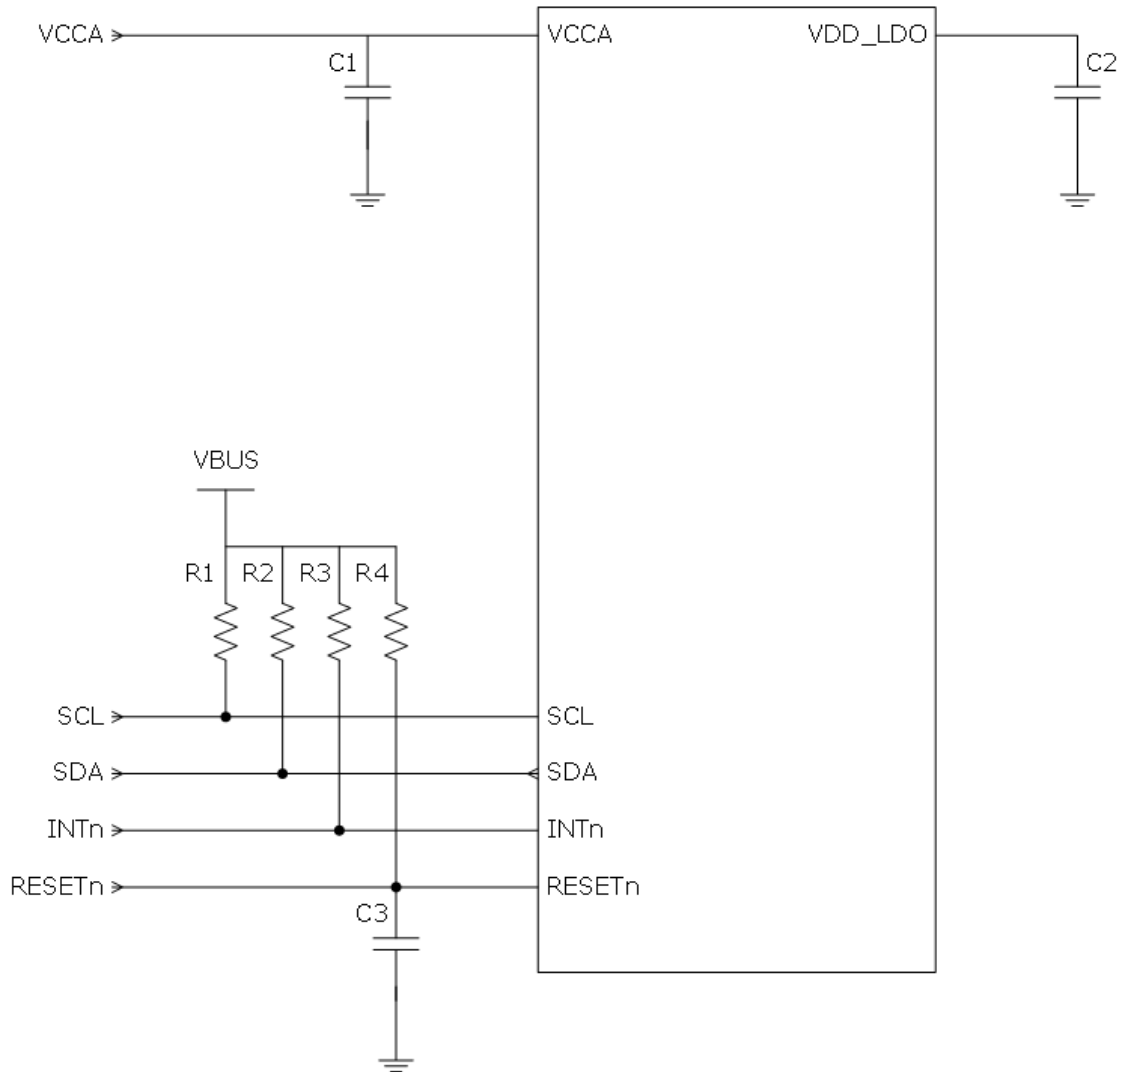 VCCA
VCCA
VDD_LDO
C1
C2
VBUS
R1
R2
R3
R4
SCL
SCL
SDA
SDA
INTn
INTn
RESETn
RESETn
C3